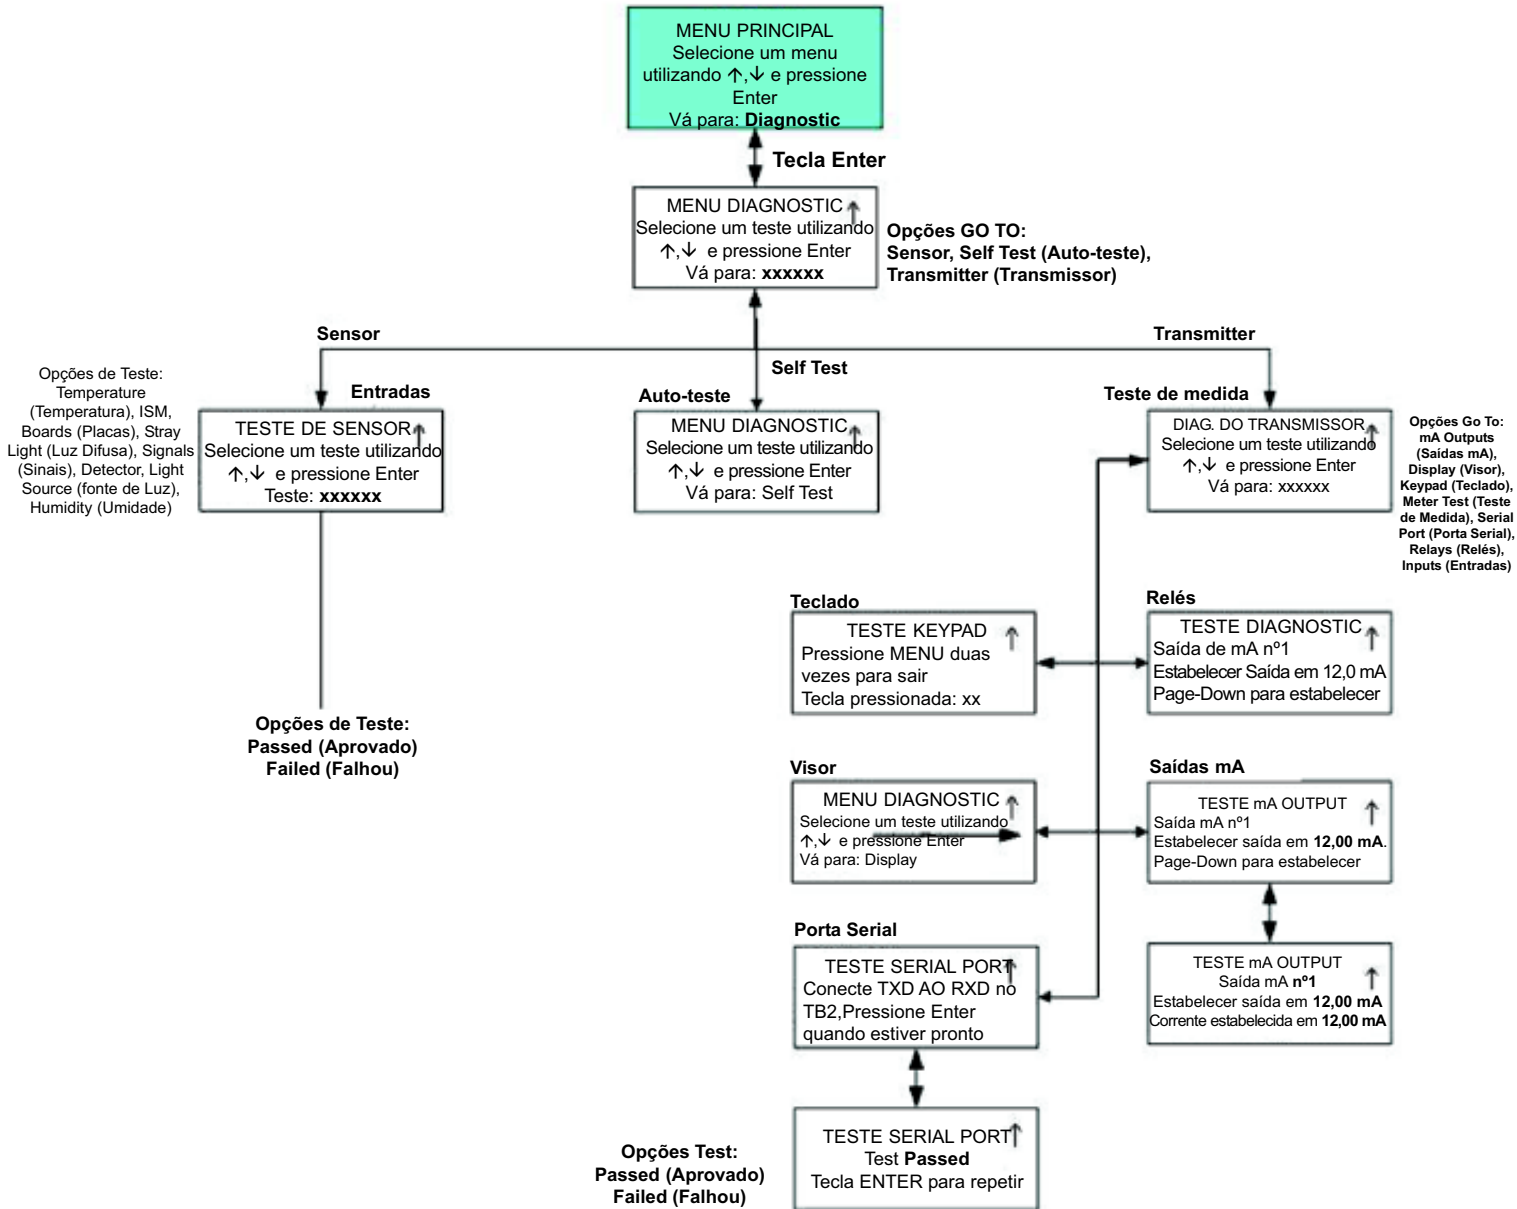 MENU PRINCIPAL
Selecione um menu
utilizando ↑,↓ e pressione
Enter
Vá para: Diagnostic
Tecla Enter
MENU DIAGNOSTIC ↑
Selecione um teste utilizando
↑,↓ e pressione Enter
Vá para: xxxxxx
Opções GO TO:
Sensor, Self Test (Auto-teste),
Transmitter (Transmissor)
Sensor
Self Test
Transmitter
Opções de Teste:
Temperature
(Temperatura), ISM,
Boards (Placas), Stray
Light (Luz Difusa), Signals
(Sinais), Detector, Light
Source (fonte de Luz),
Humidity (Umidade)
Entradas
TESTE DE SENSOR ↑
Selecione um teste utilizando
↑,↓ e pressione Enter
Teste: xxxxxx
Auto-teste
MENU DIAGNOSTIC ↑
Selecione um teste utilizando
↑,↓ e pressione Enter
Vá para: Self Test
Teste de medida
DIAG. DO TRANSMISSOR ↑
Selecione um teste utilizando
↑,↓ e pressione Enter
Vá para: xxxxxx
Opções Go To:
mA Outputs
(Saídas mA),
Display (Visor),
Keypad (Teclado),
Meter Test (Teste
de Medida), Serial
Port (Porta Serial),
Relays (Relés),
Inputs (Entradas)
Opções de Teste:
Passed (Aprovado)
Failed (Falhou)
Teclado
TESTE KEYPAD ↑
Pressione MENU duas
vezes para sair
Tecla pressionada: xx
Relés
TESTE DIAGNOSTIC ↑
Saída de mA nº1
Estabelecer Saída em 12,0 mA
Page-Down para estabelecer
Visor
MENU DIAGNOSTIC ↑
Selecione um teste utilizando
↑,↓ e pressione Enter
Vá para: Display
Saídas mA
TESTE mA OUTPUT ↑
Saída mA nº1
Estabelecer saída em 12,00 mA.
Page-Down para estabelecer
Porta Serial
TESTE SERIAL PORT ↑
Conecte TXD AO RXD no
TB2,Pressione Enter
quando estiver pronto
TESTE mA OUTPUT ↑
Saída mA nº1
Estabelecer saída em 12,00 mA
Corrente estabelecida em 12,00 mA
Opções Test:
Passed (Aprovado)
Failed (Falhou)
TESTE SERIAL PORT ↑
Test Passed
Tecla ENTER para repetir